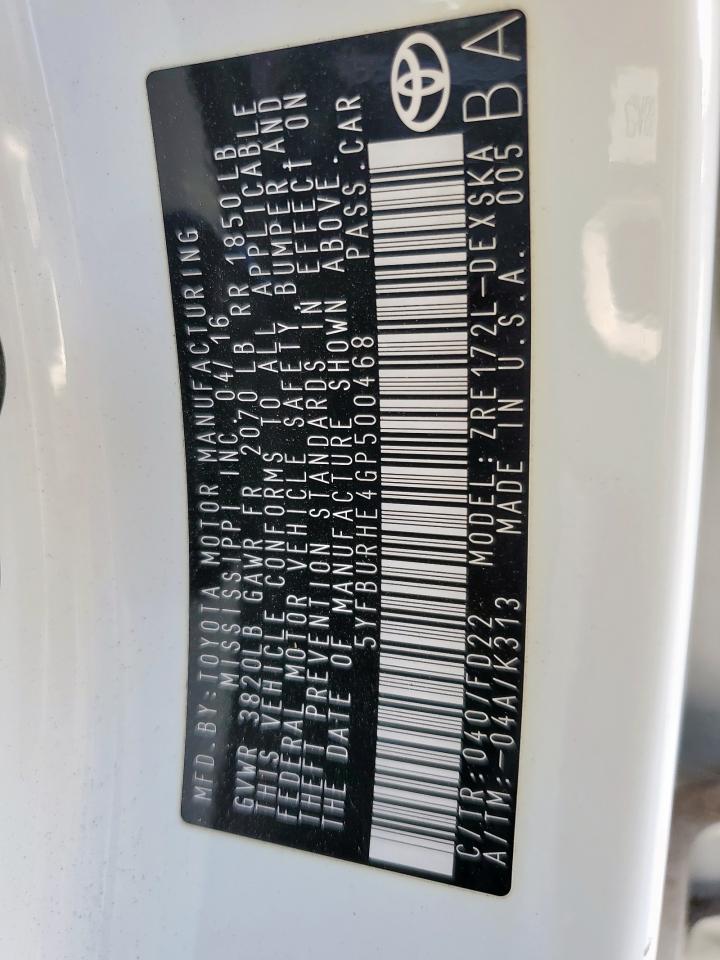 MFD.BY:TOYOTA MOTOR MANUFACTURING
MISSISSIPPI INC. 04/16
GVWR 3820LB GAWR FR 2070 LB RR 1850LB
THIS VEHICLE CONFORMS TO ALL APPLICABLE
FEDERAL MOTOR VEHICLE SAFETY, BUMPER AND
THEFT PREVENTION STANDARDS IN EFFECT ON
THE DATE OF MANUFACTURE SHOWN ABOVE.
5YFBURHE4GP500468 PASS.CAR
C/TR:040/FD22 MODEL:ZRE172L-DEXSKA
A/TM:-04A/K313 MADE IN U.S.A. 005 B A